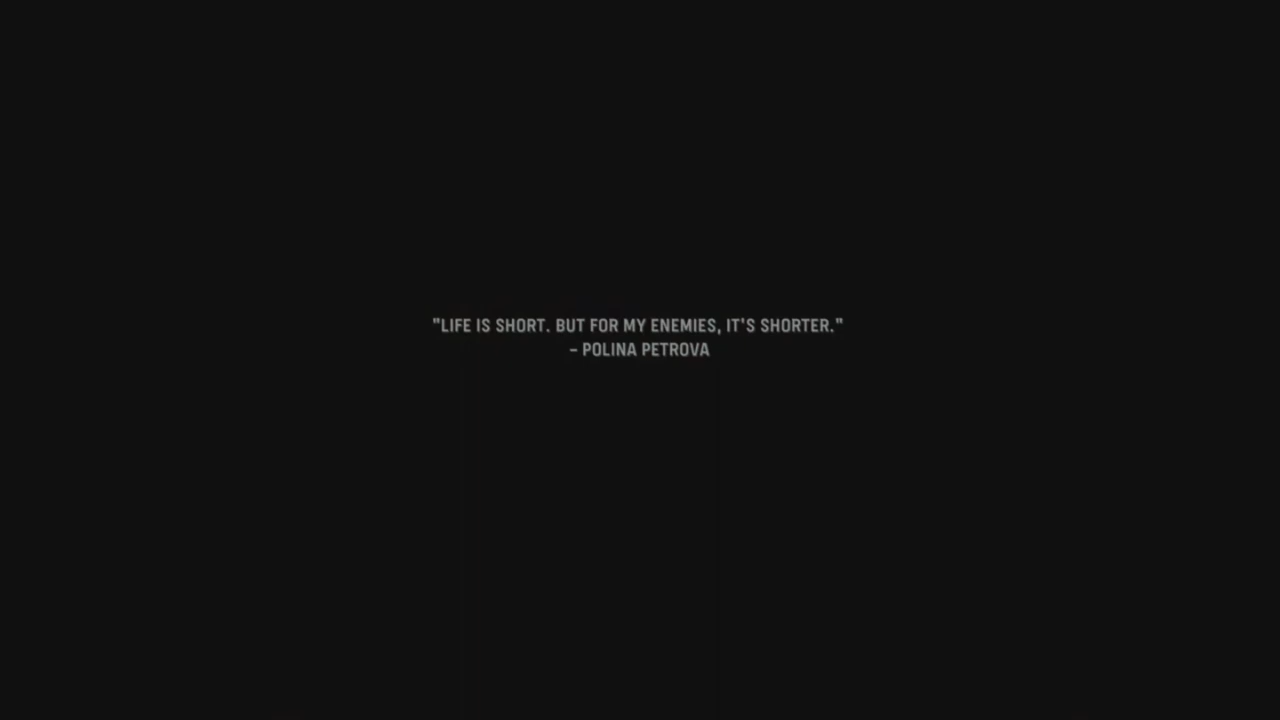 "LIFE IS SHORT. BUT FOR MY ENEMIES, IT'S SHORTER."
– POLINA PETROVA